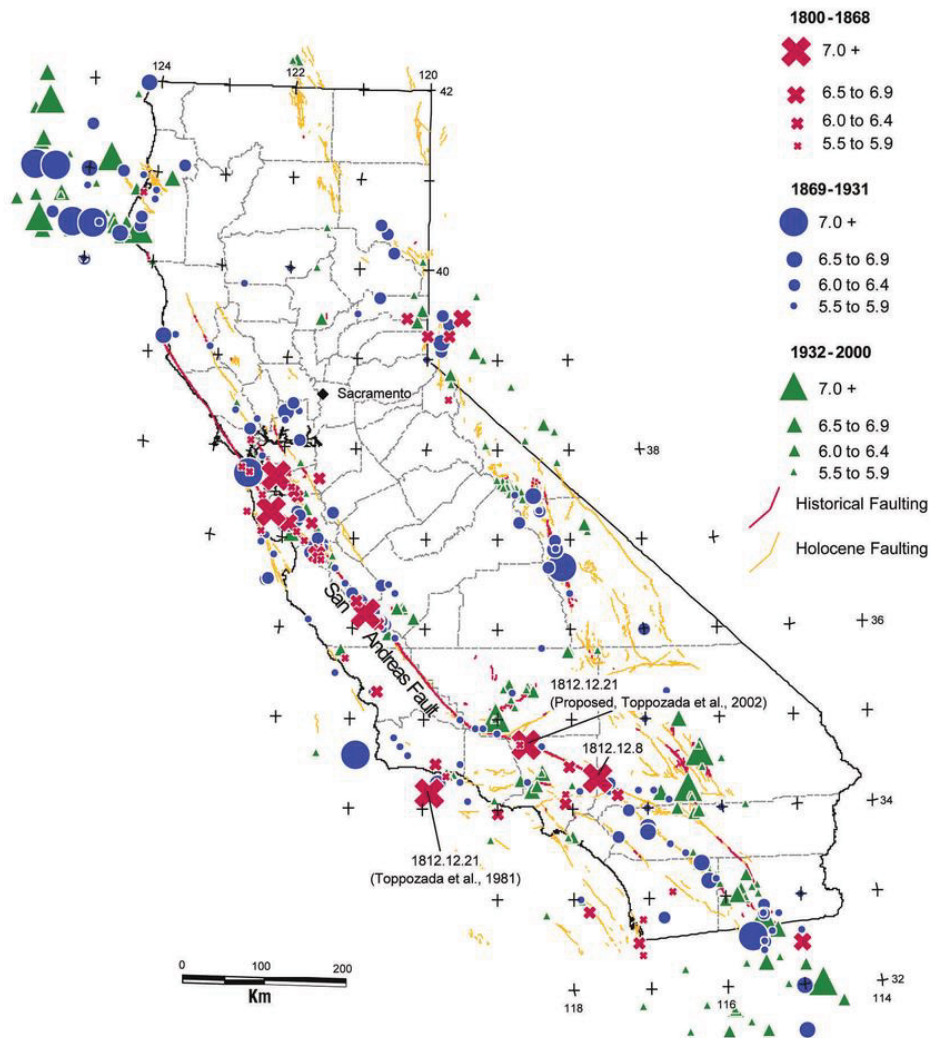 1800-1868
7.0 +
6.5 to 6.9
6.0 to 6.4
5.5 to 5.9
1869-1931
7.0 +
6.5 to 6.9
6.0 to 6.4
5.5 to 5.9
1932-2000
7.0 +
6.5 to 6.9
6.0 to 6.4
5.5 to 5.9
Historical Faulting
Holocene Faulting
124
122
120
42
40
Sacramento
38
San Andreas Fault
36
1812.12.21
(Proposed, Toppozada et al., 2002)
1812.12.8
34
1812.12.21
(Toppozada et al., 1981)
0 100 200
Km
118
116
32
114